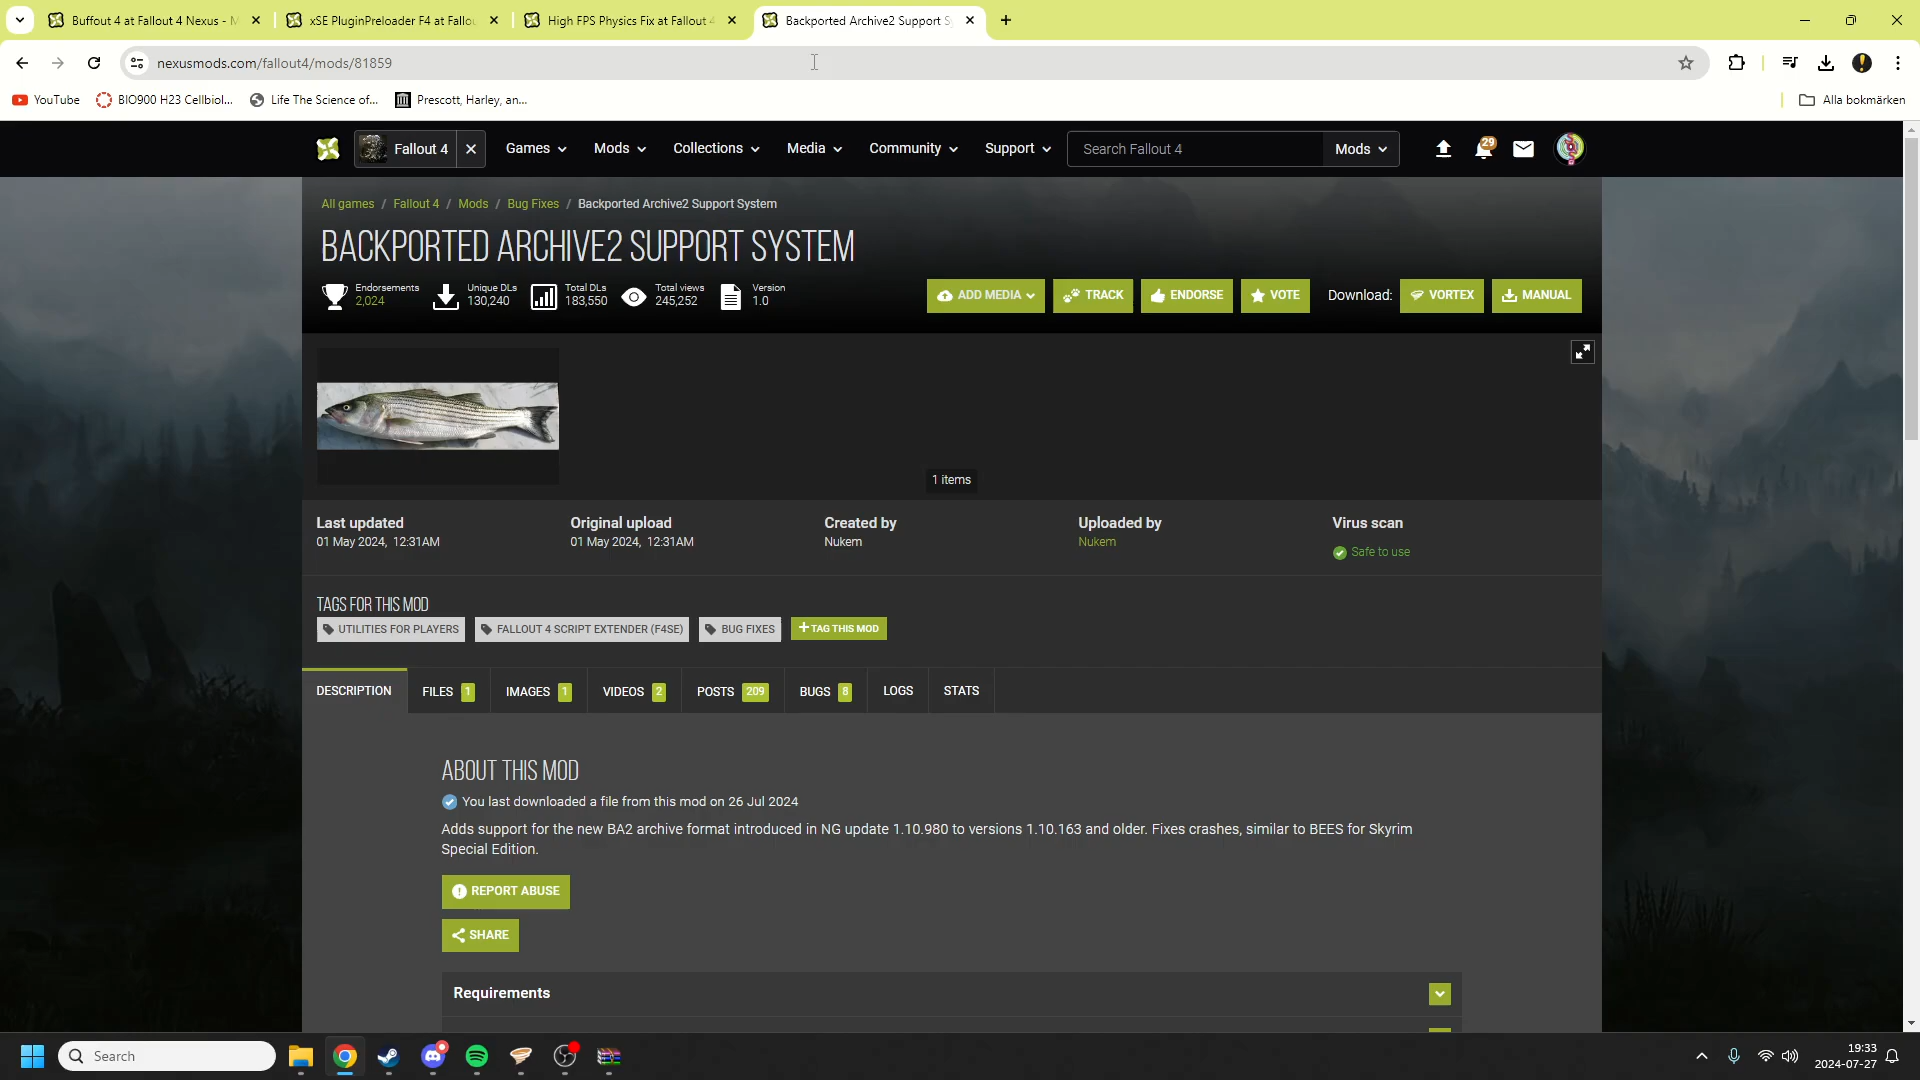 Buffout 4 at Fallout 4 Nexus - M
xSE PluginPreloader F4 at Fallou
High FPS Physics Fix at Fallout 4
Backported Archive2 Support S
nexusmods.com/fallout4/mods/81859
YouTube
BIO900 H23 Cellbiol...
Life The Science of...
Prescott, Harley, an...
Alla bokmärken
Fallout 4
Games
Mods
Collections
Media
Community
Support
Search Fallout 4
Mods
29
All games / Fallout 4 / Mods / Bug Fixes / Backported Archive2 Support System
BACKPORTED ARCHIVE2 SUPPORT SYSTEM
Endorsements
2,024
Unique DLs
130,240
Total DLs
183,550
Total views
245,252
Version
1.0
ADD MEDIA
TRACK
ENDORSE
VOTE
Download:
VORTEX
MANUAL
1 items
Last updated
01 May 2024, 12:31AM
Original upload
01 May 2024, 12:31AM
Created by
Nukem
Uploaded by
Nukem
Virus scan
Safe to use
TAGS FOR THIS MOD
UTILITIES FOR PLAYERS
FALLOUT 4 SCRIPT EXTENDER (F4SE)
BUG FIXES
+ TAG THIS MOD
DESCRIPTION
FILES 1
IMAGES 1
VIDEOS 2
POSTS 209
BUGS 8
LOGS
STATS
ABOUT THIS MOD
You last downloaded a file from this mod on 26 Jul 2024
Adds support for the new BA2 archive format introduced in NG update 1.10.980 to versions 1.10.163 and older. Fixes crashes, similar to BEES for Skyrim
Special Edition.
REPORT ABUSE
SHARE
Requirements
Search
19:33
2024-07-27